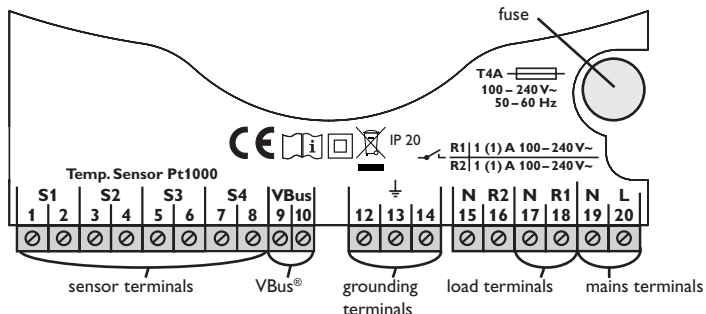 fuse
T4A
100 – 240 V~
50 – 60 Hz
CE i IP 20
R1 1 (1) A 100 – 240 V~
R2 1 (1) A 100 – 240 V~
Temp. Sensor Pt1000
S1 S2 S3 S4 VBus N R2 N R1 N L
1 2 3 4 5 6 7 8 9 10 12 13 14 15 16 17 18 19 20
sensor terminals VBus® grounding terminals load terminals mains terminals